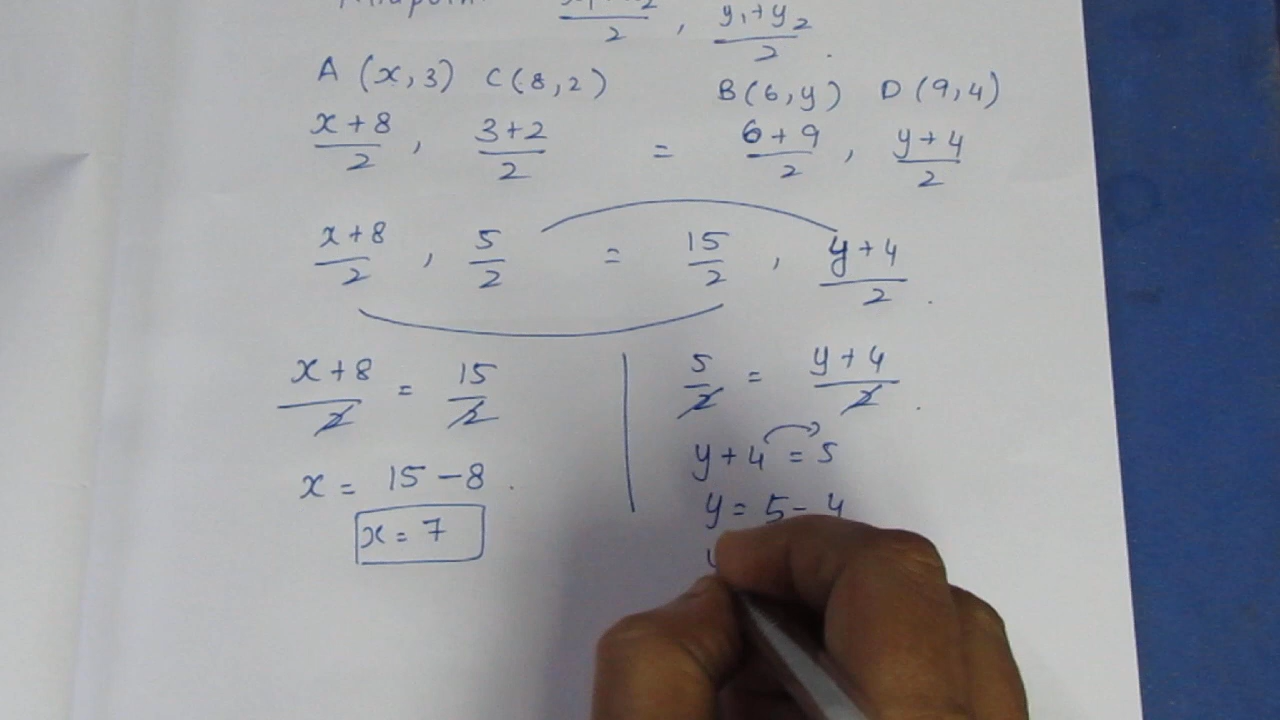 y₁+y₂/2 .
A (x,3) C(8,2) B(6,y) D(9,4)
x+8/2 , 3+2/2 = 6+9/2 , y+4/2
x+8/2 , 5/2 = 15/2 , y+4/2 .
x+8/2 = 15/2
x = 15-8 .
x = 7
5/2 = y+4/2 .
y+4 = 5
y = 5-4